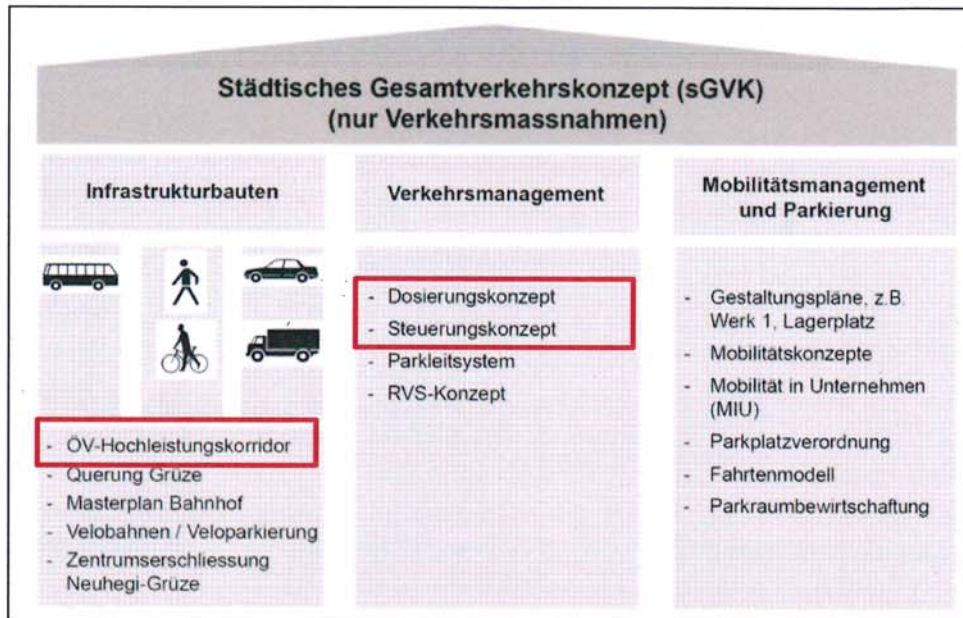 Städtisches Gesamtverkehrskonzept (sGVK)
(nur Verkehrsmassnahmen)
Infrastrukturbauten
- ÖV-Hochleistungskorridor
- Querung Grüze
- Masterplan Bahnhof
- Velobahnen / Veloparkierung
- Zentrumserschliessung
Neuhegi-Grüze
Verkehrsmanagement
- Dosierungskonzept
- Steuerungskonzept
- Parkleitsystem
- RVS-Konzept
Mobilitätsmanagement
und Parkierung
- Gestaltungspläne, z.B.
Werk 1, Lagerplatz
- Mobilitätskonzepte
- Mobilität in Unternehmen
(MIU)
- Parkplatzverordnung
- Fahrtenmodell
- Parkraumbewirtschaftung